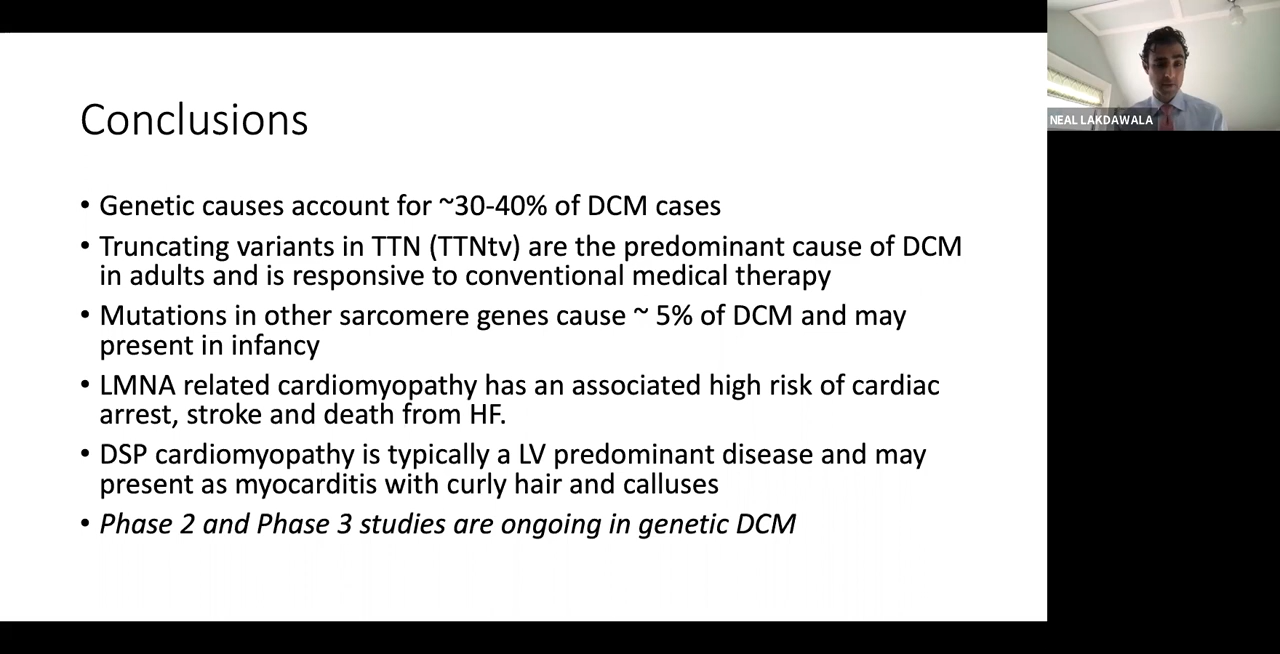 Conclusions
• Genetic causes account for ~30-40% of DCM cases
• Truncating variants in TTN (TTNtv) are the predominant cause of DCM
in adults and is responsive to conventional medical therapy
• Mutations in other sarcomere genes cause ~ 5% of DCM and may
present in infancy
• LMNA related cardiomyopathy has an associated high risk of cardiac
arrest, stroke and death from HF.
• DSP cardiomyopathy is typically a LV predominant disease and may
present as myocarditis with curly hair and calluses
• Phase 2 and Phase 3 studies are ongoing in genetic DCM
NEAL LAKDAWALA